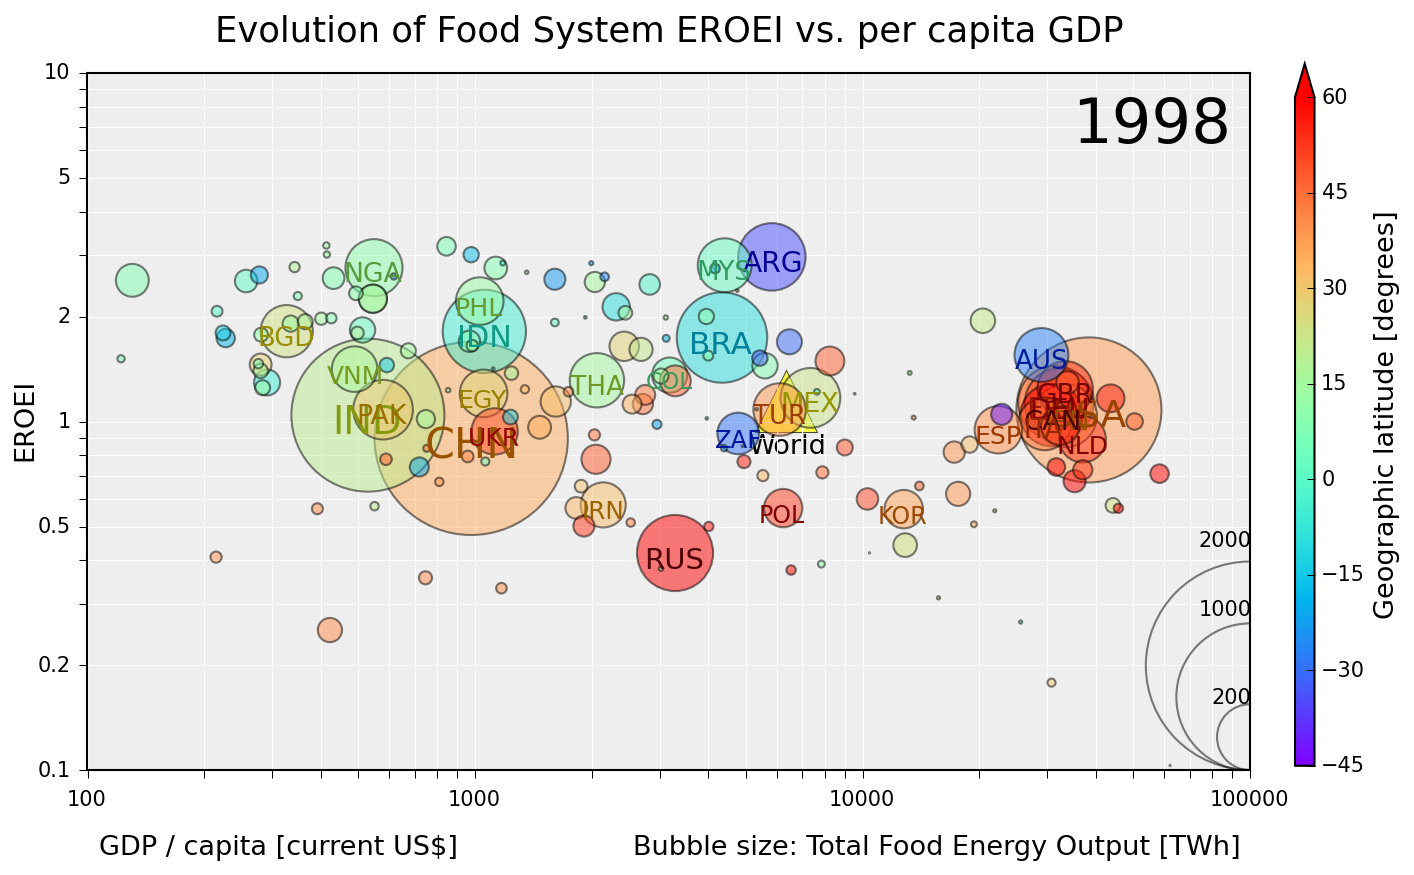 Evolution of Food System EROEI vs. per capita GDP
1998
10
5
2
1
0.5
0.2
0.1
EROEI
100
1000
10000
100000
GDP / capita [current US$]
Bubble size: Total Food Energy Output [TWh]
60
45
30
15
0
−15
−30
−45
Geographic latitude [degrees]
NGA
MYS
ARG
BGD
PHL
IDN
BRA
VNM
THA
COL
AUS
IND
PAK
EGY
UKR
CHN
TUR
MEX
ZAF
World
ESP
GBR
CAN
NLD
IRN
POL
KOR
RUS
2000
1000
200